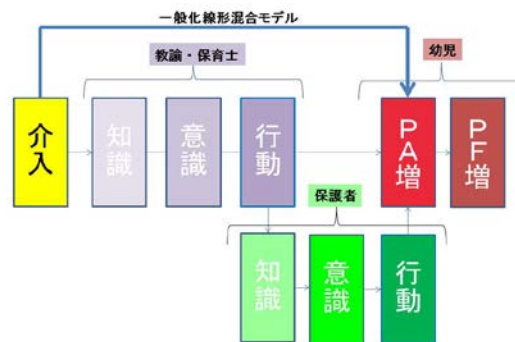 一般化線形混合モデル
教諭・保育士
幼児
介入
知識
意識
行動
PA増
PF増
保護者
知識
意識
行動